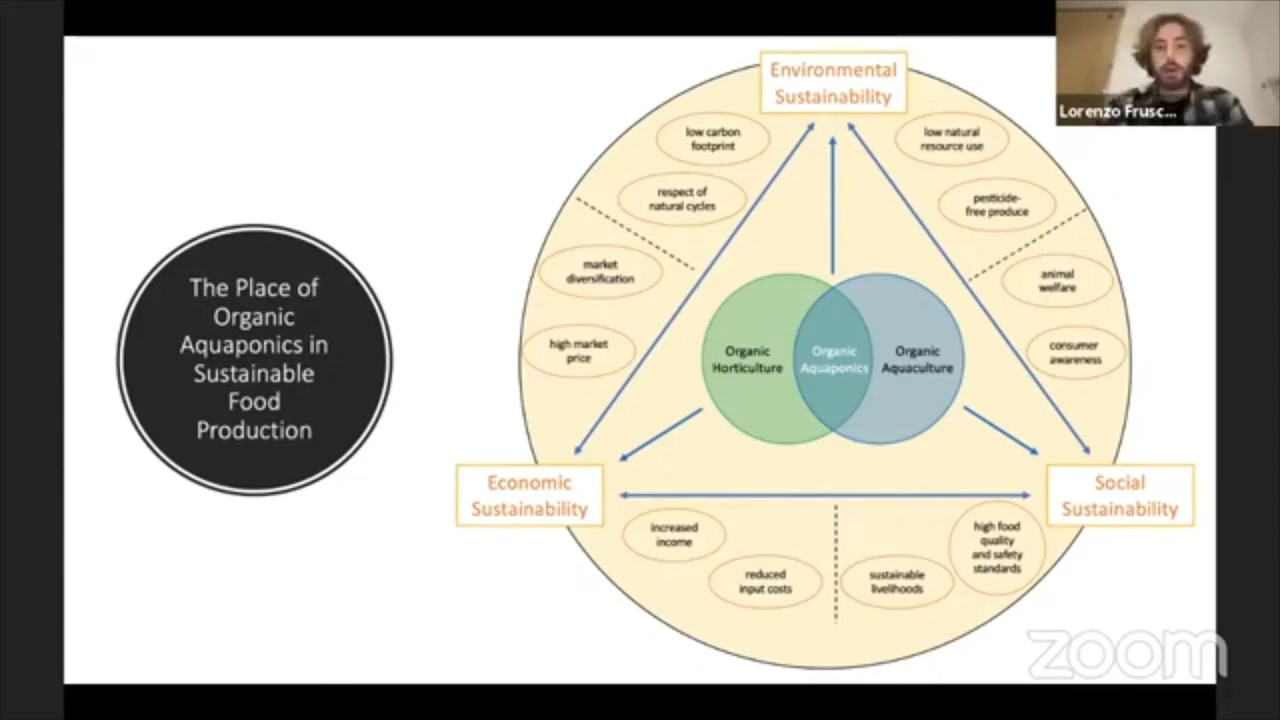 The Place of
Organic
Aquaponics in
Sustainable
Food
Production
Environmental
Sustainability
low carbon
footprint
low natural
resource use
respect of
natural cycles
pesticide-
free produce
market
diversification
animal
welfare
high market
price
consumer
awareness
Organic
Horticulture
Organic
Aquaponics
Organic
Aquaculture
Economic
Sustainability
Social
Sustainability
increased
income
reduced
input costs
sustainable
livelihoods
high food
quality
and safety
standards
Lorenzo Frusc...
zoom